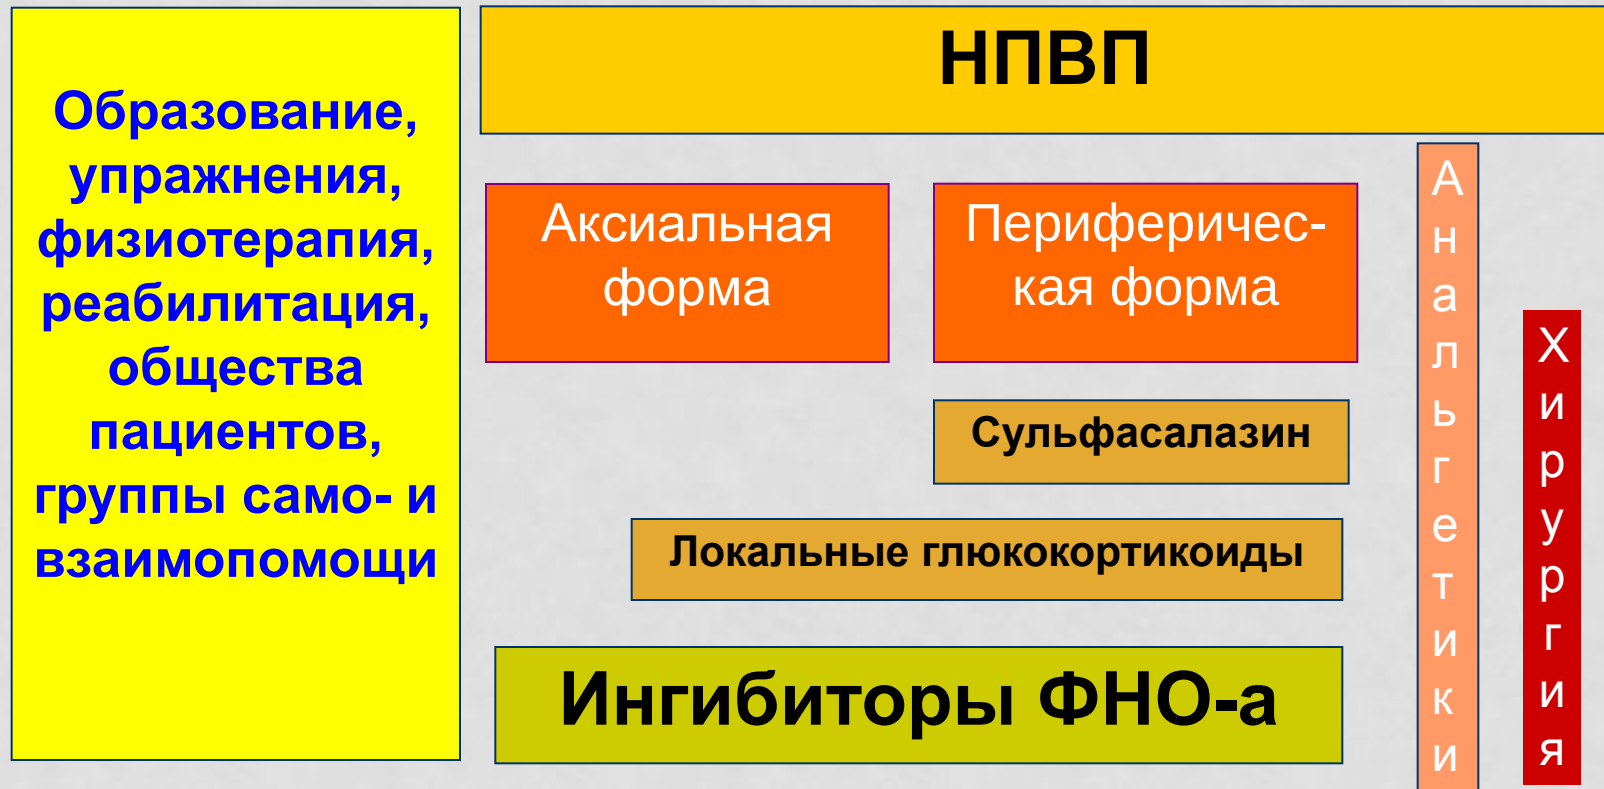 Образование,
упражнения,
физиотерапия,
реабилитация,
общества
пациентов,
группы само- и
взаимопомощи
НПВП
Аксиальная
форма
Периферичес-
кая форма
Сульфасалазин
Локальные глюкокортикоиды
Ингибиторы ФНО-а
Анальгетики
Хирургия